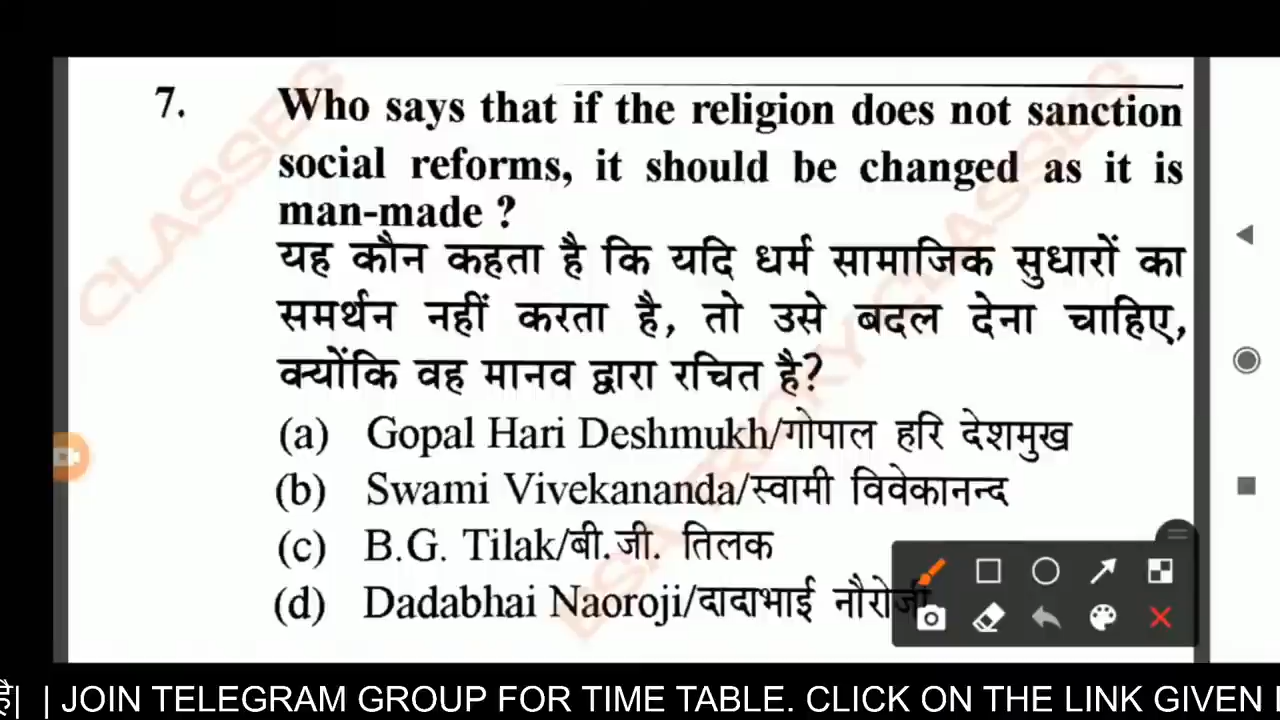 7. Who says that if the religion does not sanction
social reforms, it should be changed as it is
man-made ?
यह कौन कहता है कि यदि धर्म सामाजिक सुधारों का
समर्थन नहीं करता है, तो उसे बदल देना चाहिए,
क्योंकि वह मानव द्वारा रचित है?
(a) Gopal Hari Deshmukh/गोपाल हरि देशमुख
(b) Swami Vivekananda/स्वामी विवेकानन्द
(c) B.G. Tilak/बी.जी. तिलक
(d) Dadabhai Naoroji/दादाभाई नौरोजी
CLASSES
CLASSES
है| | JOIN TELEGRAM GROUP FOR TIME TABLE. CLICK ON THE LINK GIVEN